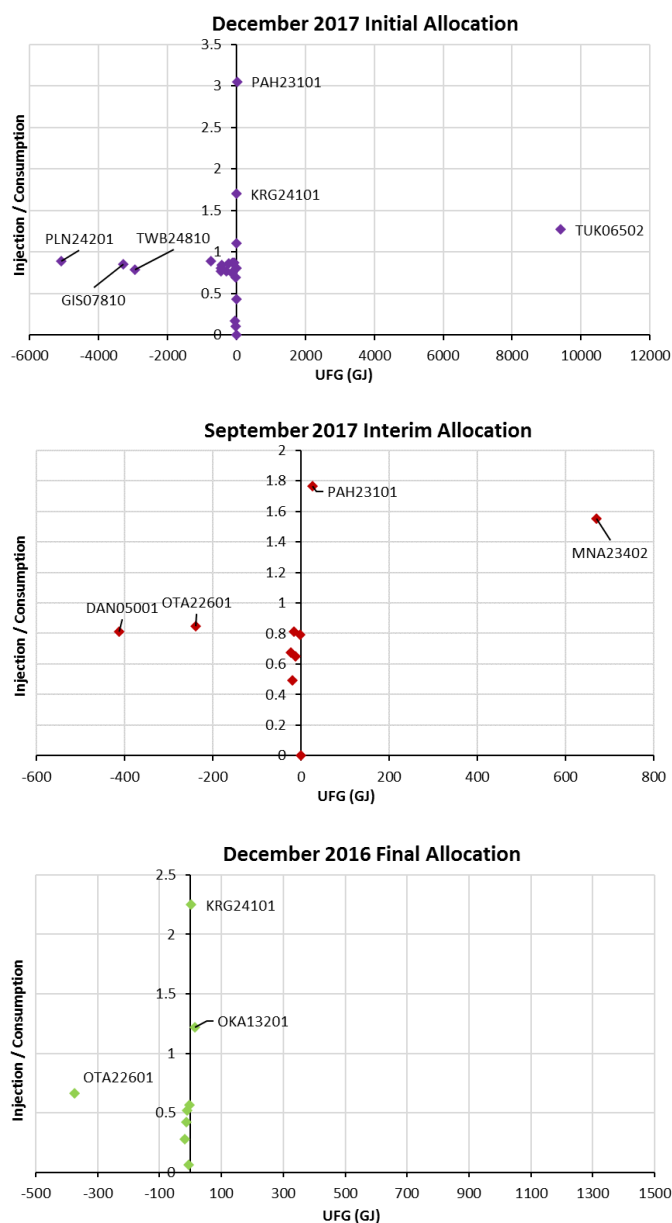 December 2017 Initial Allocation
3.5
3
2.5
2
1.5
1
0.5
0
Injection / Consumption
PAH23101
KRG24101
TUK06502
PLN24201
TWB24810
GIS07810
-6000 -4000 -2000 0 2000 4000 6000 8000 10000 12000
UFG (GJ)
September 2017 Interim Allocation
2
1.8
1.6
1.4
1.2
1
0.8
0.6
0.4
0.2
0
Injection / Consumption
PAH23101
MNA23402
DAN05001
OTA22601
-600 -400 -200 0 200 400 600 800
UFG (GJ)
December 2016 Final Allocation
2.5
2
1.5
1
0.5
0
Injection / Consumption
KRG24101
OKA13201
OTA22601
-500 -300 -100 100 300 500 700 900 1100 1300 1500
UFG (GJ)